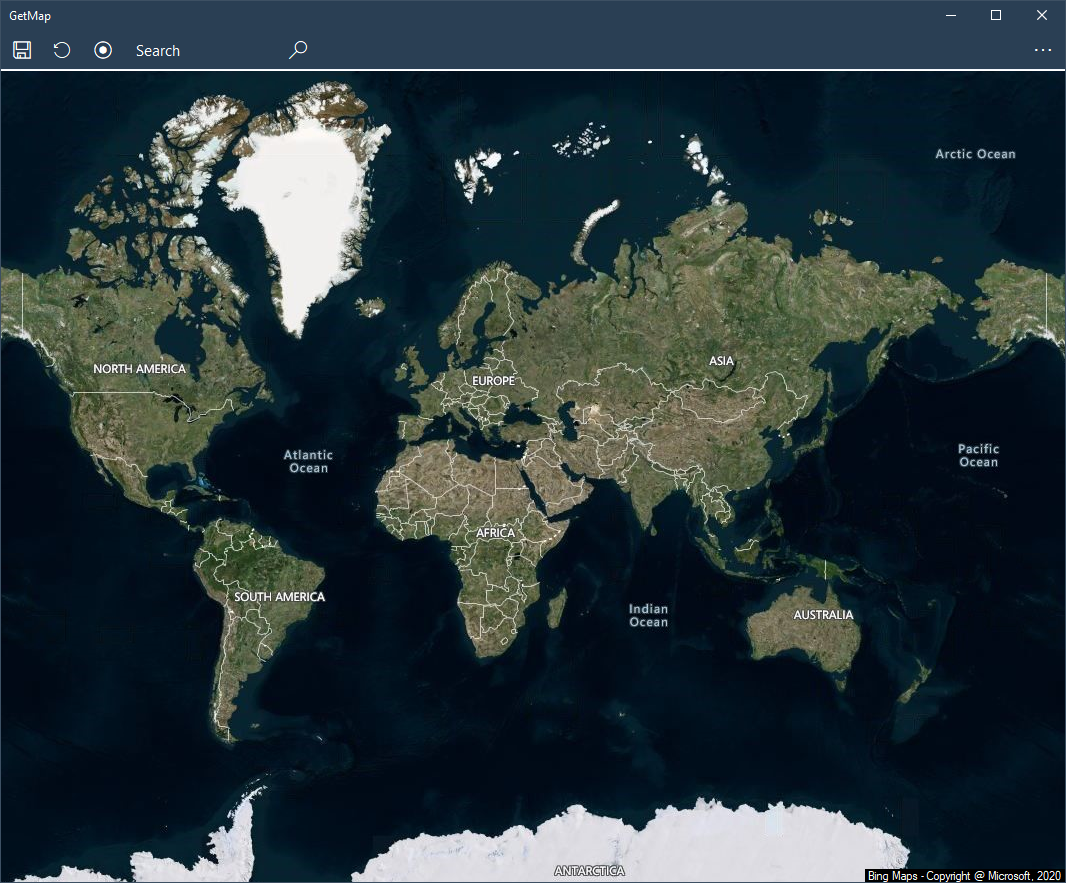 GetMap
Search
Arctic Ocean
NORTH AMERICA
ASIA
EUROPE
Atlantic
Ocean
Pacific
Ocean
AFRICA
SOUTH AMERICA
Indian
Ocean
AUSTRALIA
ANTARCTICA
Bing Maps - Copyright @ Microsoft, 2020